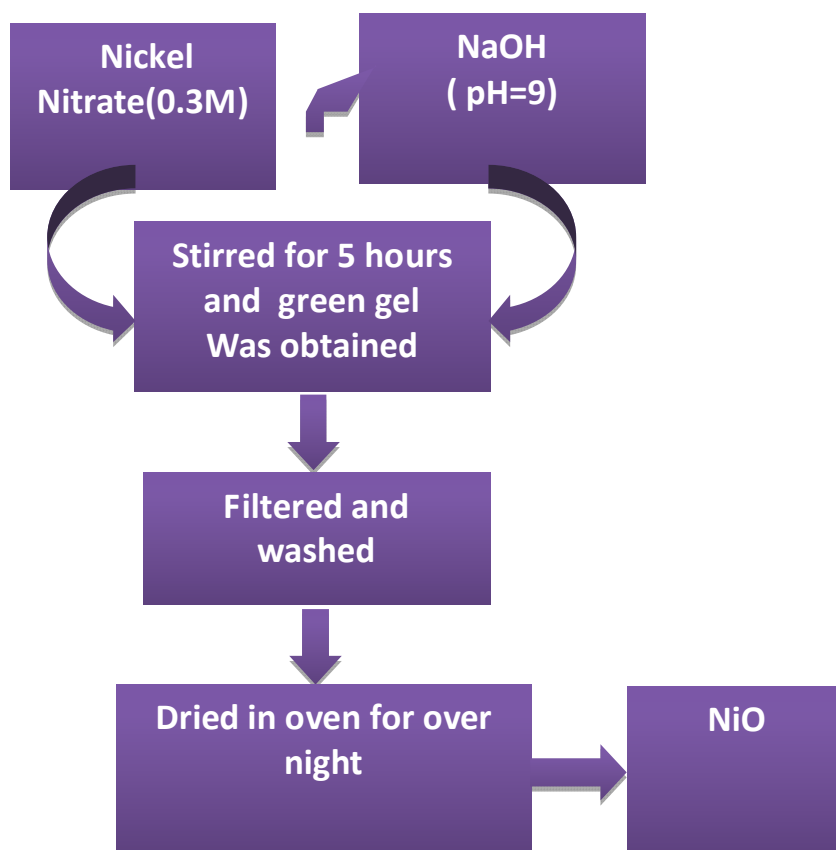 Nickel
Nitrate(0.3M)
NaOH
( pH=9)
Stirred for 5 hours
and green gel
Was obtained
Filtered and
washed
Dried in oven for over
night
NiO